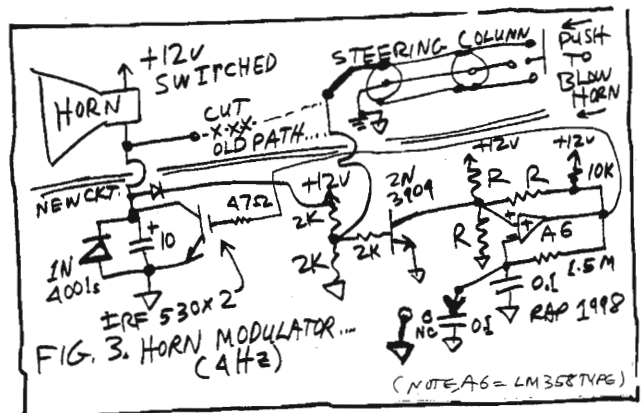 +12V
SWITCHED
HORN
CUT
-X-XX-
OLD PATH....
STEERING COLUMN
PUSH
TO
BLOW
HORN
NEW CKT.
+12V
+12V
+12V
2N
3904
R
R
10K
47Ω
2K
2K
2K
R
+
A6
+
10
1N
4001s
1.5M
0.1
IRF 530 X 2
NC
0.1
RAP 1998
FIG. 3. HORN MODULATOR....
(4Hz)
(NOTE, A6 = LM358 TYPE)